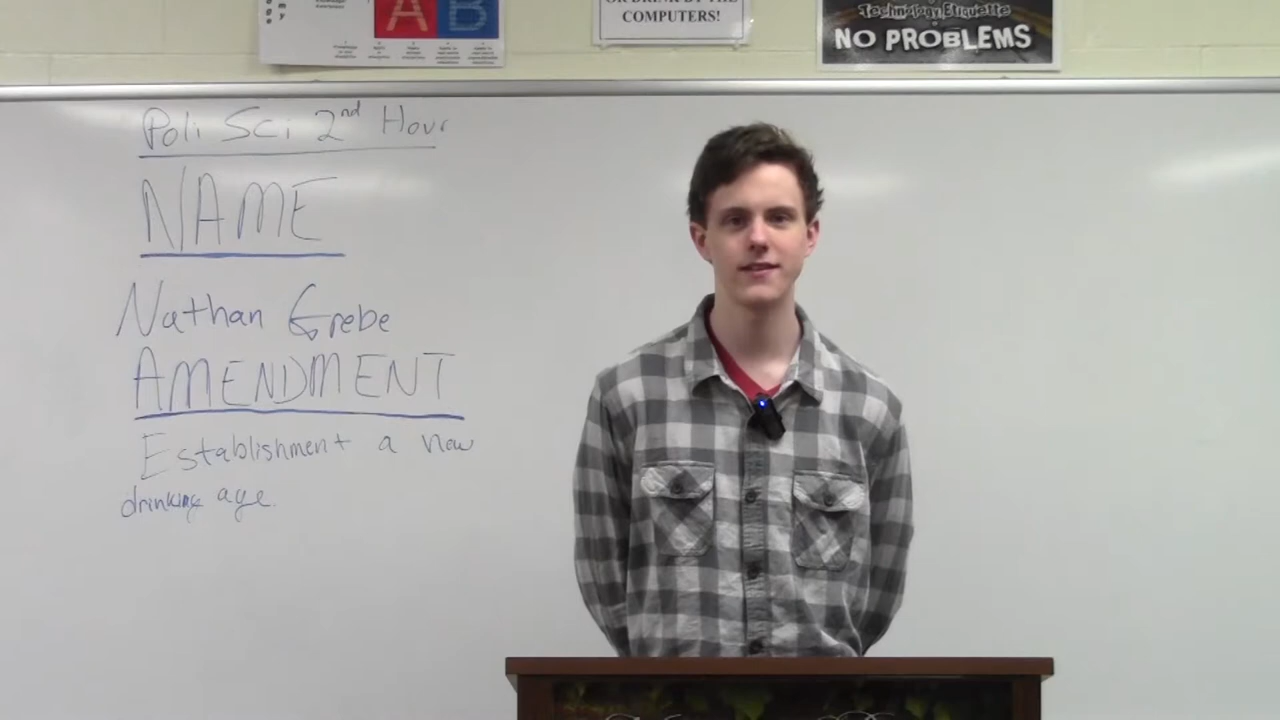 A B
OR DRINK BY THE
COMPUTERS!
Technology Etiquette
NO PROBLEMS
Poli Sci 2nd Hour
NAME
Nathan Grebe
AMENDMENT
Establishment a new
drinking age.